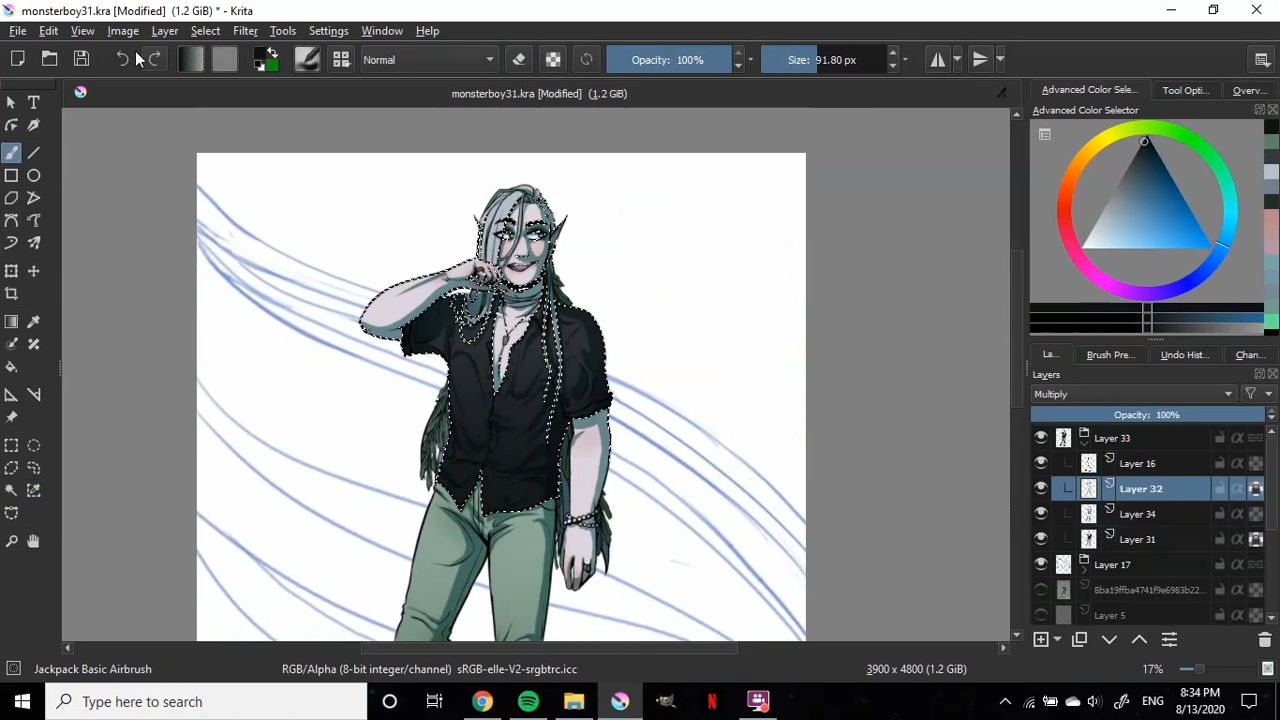 monsterboy31.kra [Modified] (1.2 GiB) * - Krita
File Edit View Image Layer Select Filter Tools Settings Window Help
Normal Opacity: 100% Size: 91.80 px
monsterboy31.kra [Modified] (1.2 GiB)
Advanced Color Sele... Tool Opti... Overv...
Advanced Color Selector
La... Brush Pre... Undo Hist... Chan...
Layers
Multiply
Opacity: 100%
Layer 33
Layer 16
Layer 32
Layer 34
Layer 31
Layer 17
8ba19ffba4741f9e6983b22...
Layer 5
Jackpack Basic Airbrush RGB/Alpha (8-bit integer/channel) sRGB-elle-V2-srgbtrc.icc 3900 x 4800 (1.2 GiB) 17%
Type here to search
ENG
8:34 PM
8/13/2020